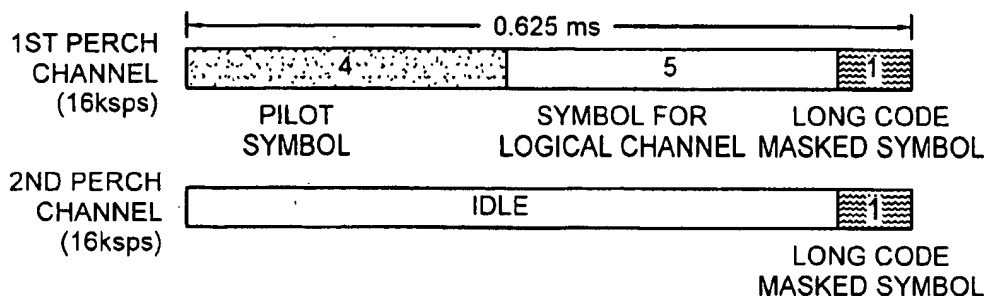 0.625 ms
1ST PERCH
CHANNEL
(16ksps)
4
5
1
PILOT
SYMBOL
SYMBOL FOR
LOGICAL CHANNEL
LONG CODE
MASKED SYMBOL
2ND PERCH
CHANNEL
(16ksps)
IDLE
1
LONG CODE
MASKED SYMBOL